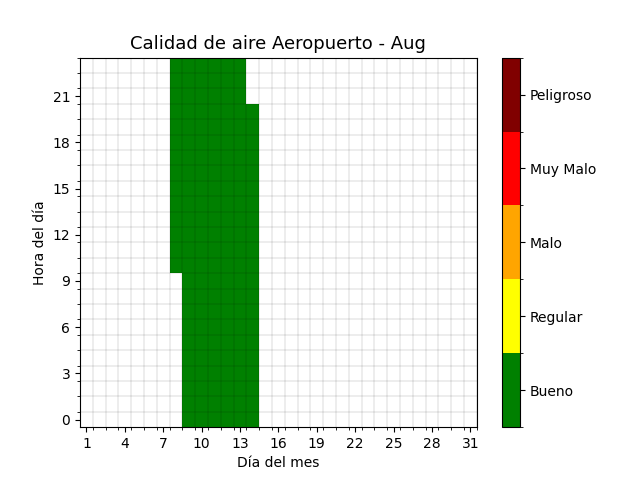 Calidad de aire Aeropuerto - Aug
Hora del día
21
18
15
12
9
6
3
0
1 4 7 10 13 16 19 22 25 28 31
Día del mes
Peligroso
Muy Malo
Malo
Regular
Bueno